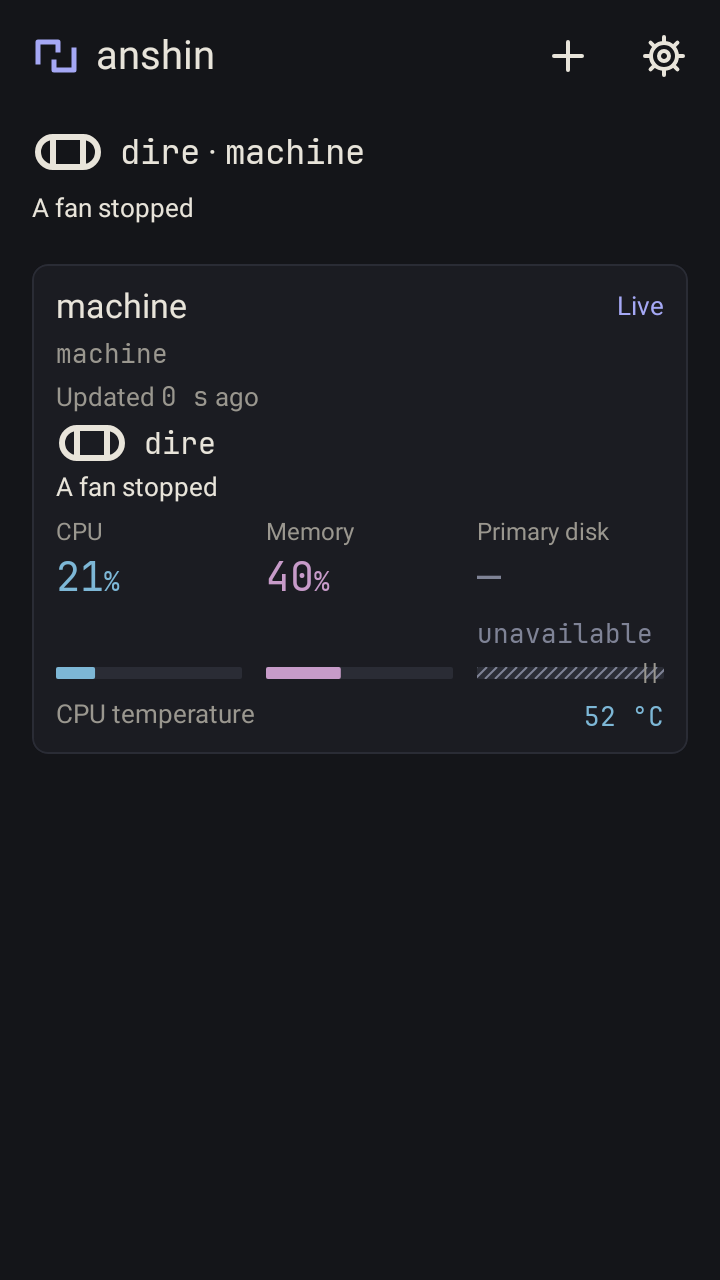 anshin
dire · machine
A fan stopped
machine
Live
machine
Updated 0 s ago
dire
A fan stopped
CPU
Memory
Primary disk
21%
40%
—
unavailable
CPU temperature
52 °C